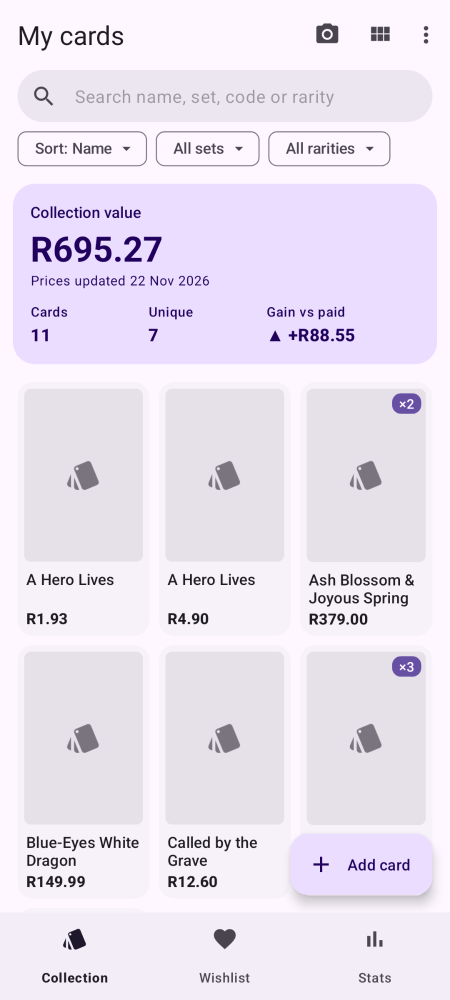 My cards
Search name, set, code or rarity
Sort: Name
All sets
All rarities
Collection value
R695.27
Prices updated 22 Nov 2026
Cards
Unique
Gain vs paid
11
7
▲ +R88.55
×2
A Hero Lives
R1.93
A Hero Lives
R4.90
Ash Blossom &
Joyous Spring
R379.00
×3
Blue-Eyes White
Dragon
R149.99
Called by the
Grave
R12.60
Add card
Collection
Wishlist
Stats